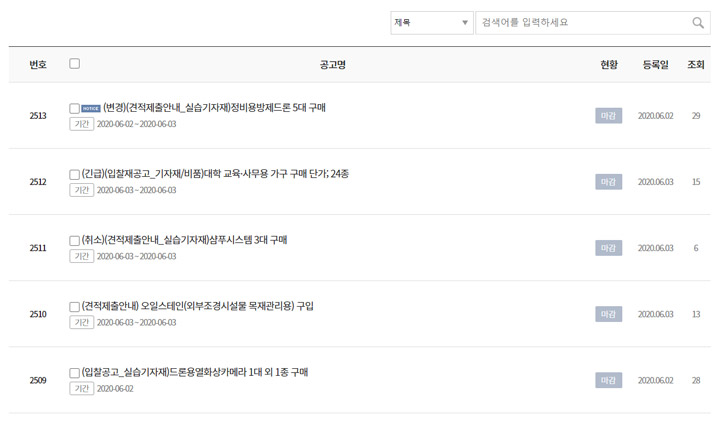 제목 검색어를 입력하세요
번호 공고명 현황 등록일 조회
2513 NOTICE (변경)(견적제출안내_실습기자재)정비용방제드론 5대 구매 마감 2020.06.02 29
기간 2020-06-02 ~ 2020-06-03
2512 (긴급)(입찰재공고_기자재/비품)대학 교육·사무용 가구 구매 단가; 24종 마감 2020.06.03 15
기간 2020-06-03 ~ 2020-06-03
2511 (취소)(견적제출안내_실습기자재)샴푸시스템 3대 구매 마감 2020.06.03 6
기간 2020-06-03 ~ 2020-06-03
2510 (견적제출안내) 오일스테인(외부조경시설물 목재관리용) 구입 마감 2020.06.03 13
기간 2020-06-03 ~ 2020-06-03
2509 (입찰공고_실습기자재)드론용열화상카메라 1대 외 1종 구매 마감 2020.06.02 28
기간 2020-06-02